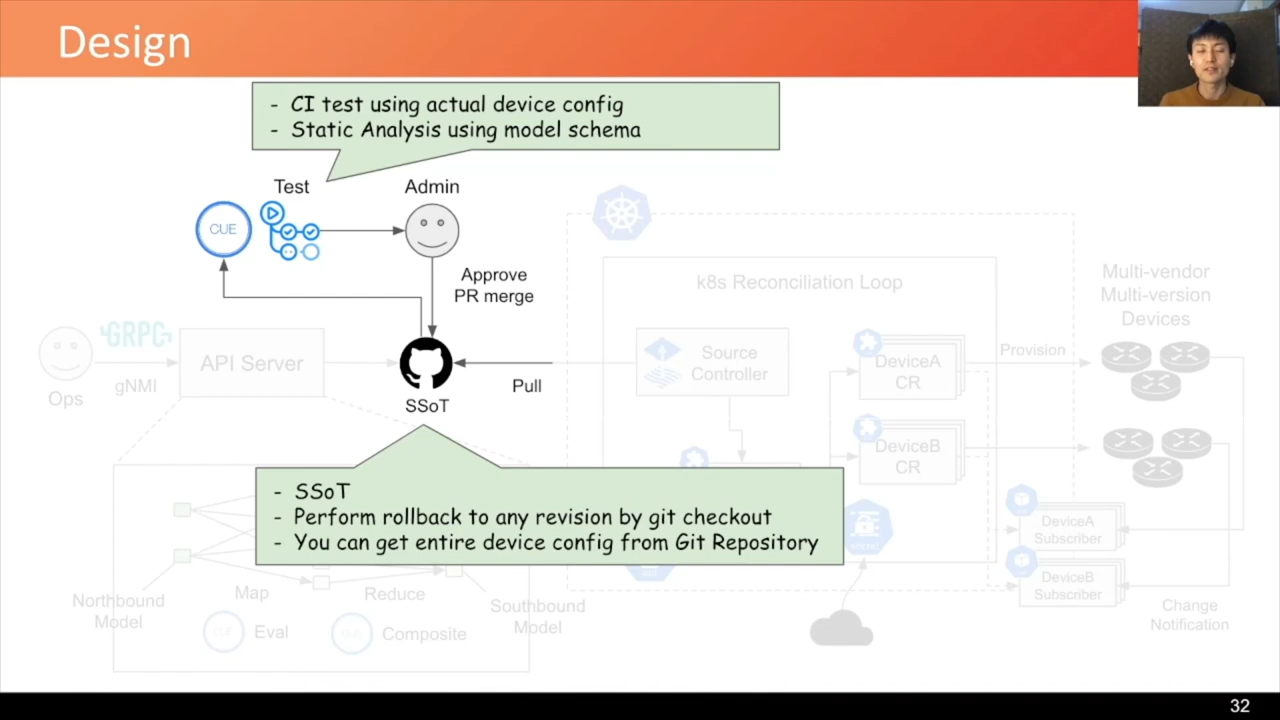 Design
- CI test using actual device config
- Static Analysis using model schema
Test
Admin
CUE
Approve
PR merge
k8s Reconciliation Loop
Multi-vendor
Multi-version
Devices
GRPC
API Server
gNMI
Ops
Pull
SSoT
Source
Controller
DeviceA
CR
Provision
DeviceB
CR
- SSoT
- Perform rollback to any revision by git checkout
- You can get entire device config from Git Repository
DeviceA
Subscriber
DeviceB
Subscriber
Northbound
Model
Map
Reduce
Southbound
Model
CUE
Eval
CUE
Composite
Change
Notification
32